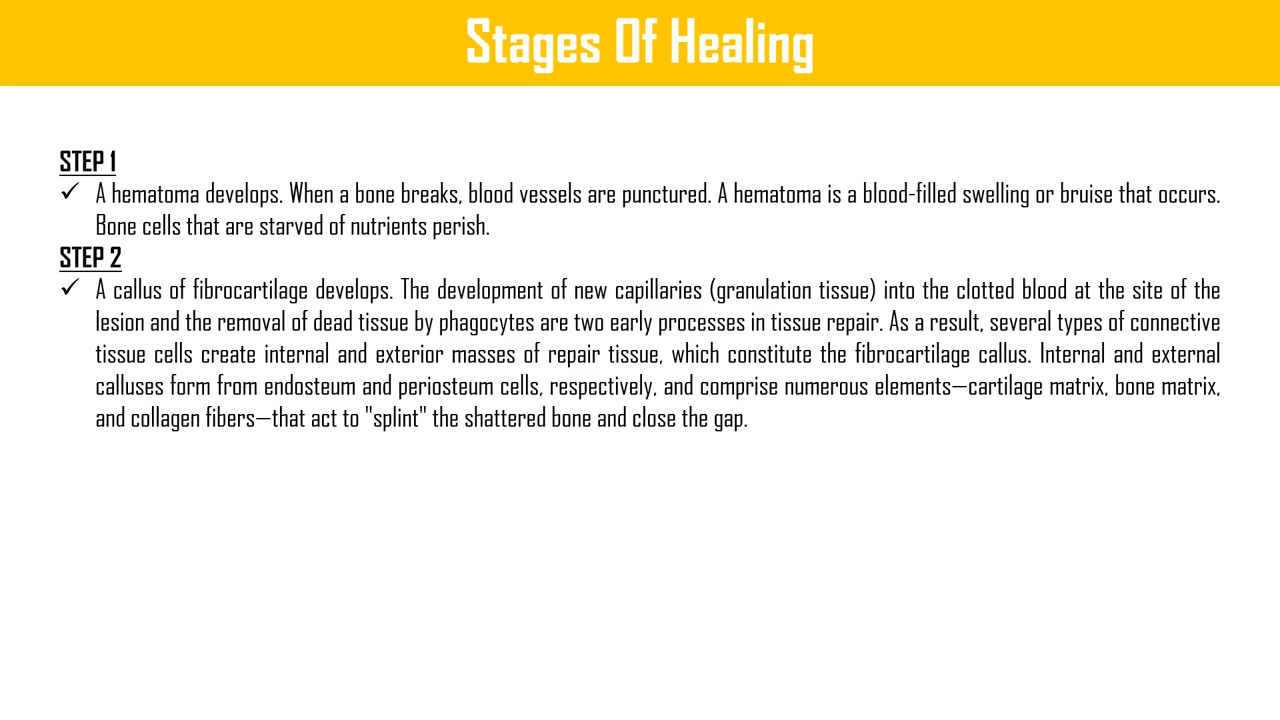 Stages Of Healing
STEP 1
✓ A hematoma develops. When a bone breaks, blood vessels are punctured. A hematoma is a blood-filled swelling or bruise that occurs.
Bone cells that are starved of nutrients perish.
STEP 2
✓ A callus of fibrocartilage develops. The development of new capillaries (granulation tissue) into the clotted blood at the site of the
lesion and the removal of dead tissue by phagocytes are two early processes in tissue repair. As a result, several types of connective
tissue cells create internal and exterior masses of repair tissue, which constitute the fibrocartilage callus. Internal and external
calluses form from endosteum and periosteum cells, respectively, and comprise numerous elements—cartilage matrix, bone matrix,
and collagen fibers—that act to "splint" the shattered bone and close the gap.